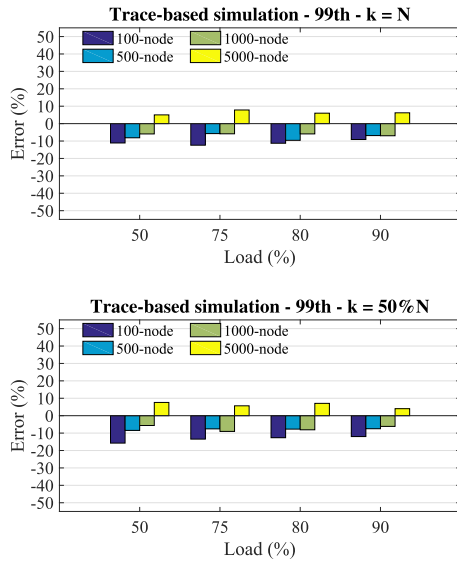 Trace-based simulation - 99th - k = N
100-node 1000-node
500-node 5000-node
50
40
30
20
10
0
-10
-20
-30
-40
-50
Error (%)
50 75 80 90
Load (%)
Trace-based simulation - 99th - k = 50%N
100-node 1000-node
500-node 5000-node
50
40
30
20
10
0
-10
-20
-30
-40
-50
Error (%)
50 75 80 90
Load (%)